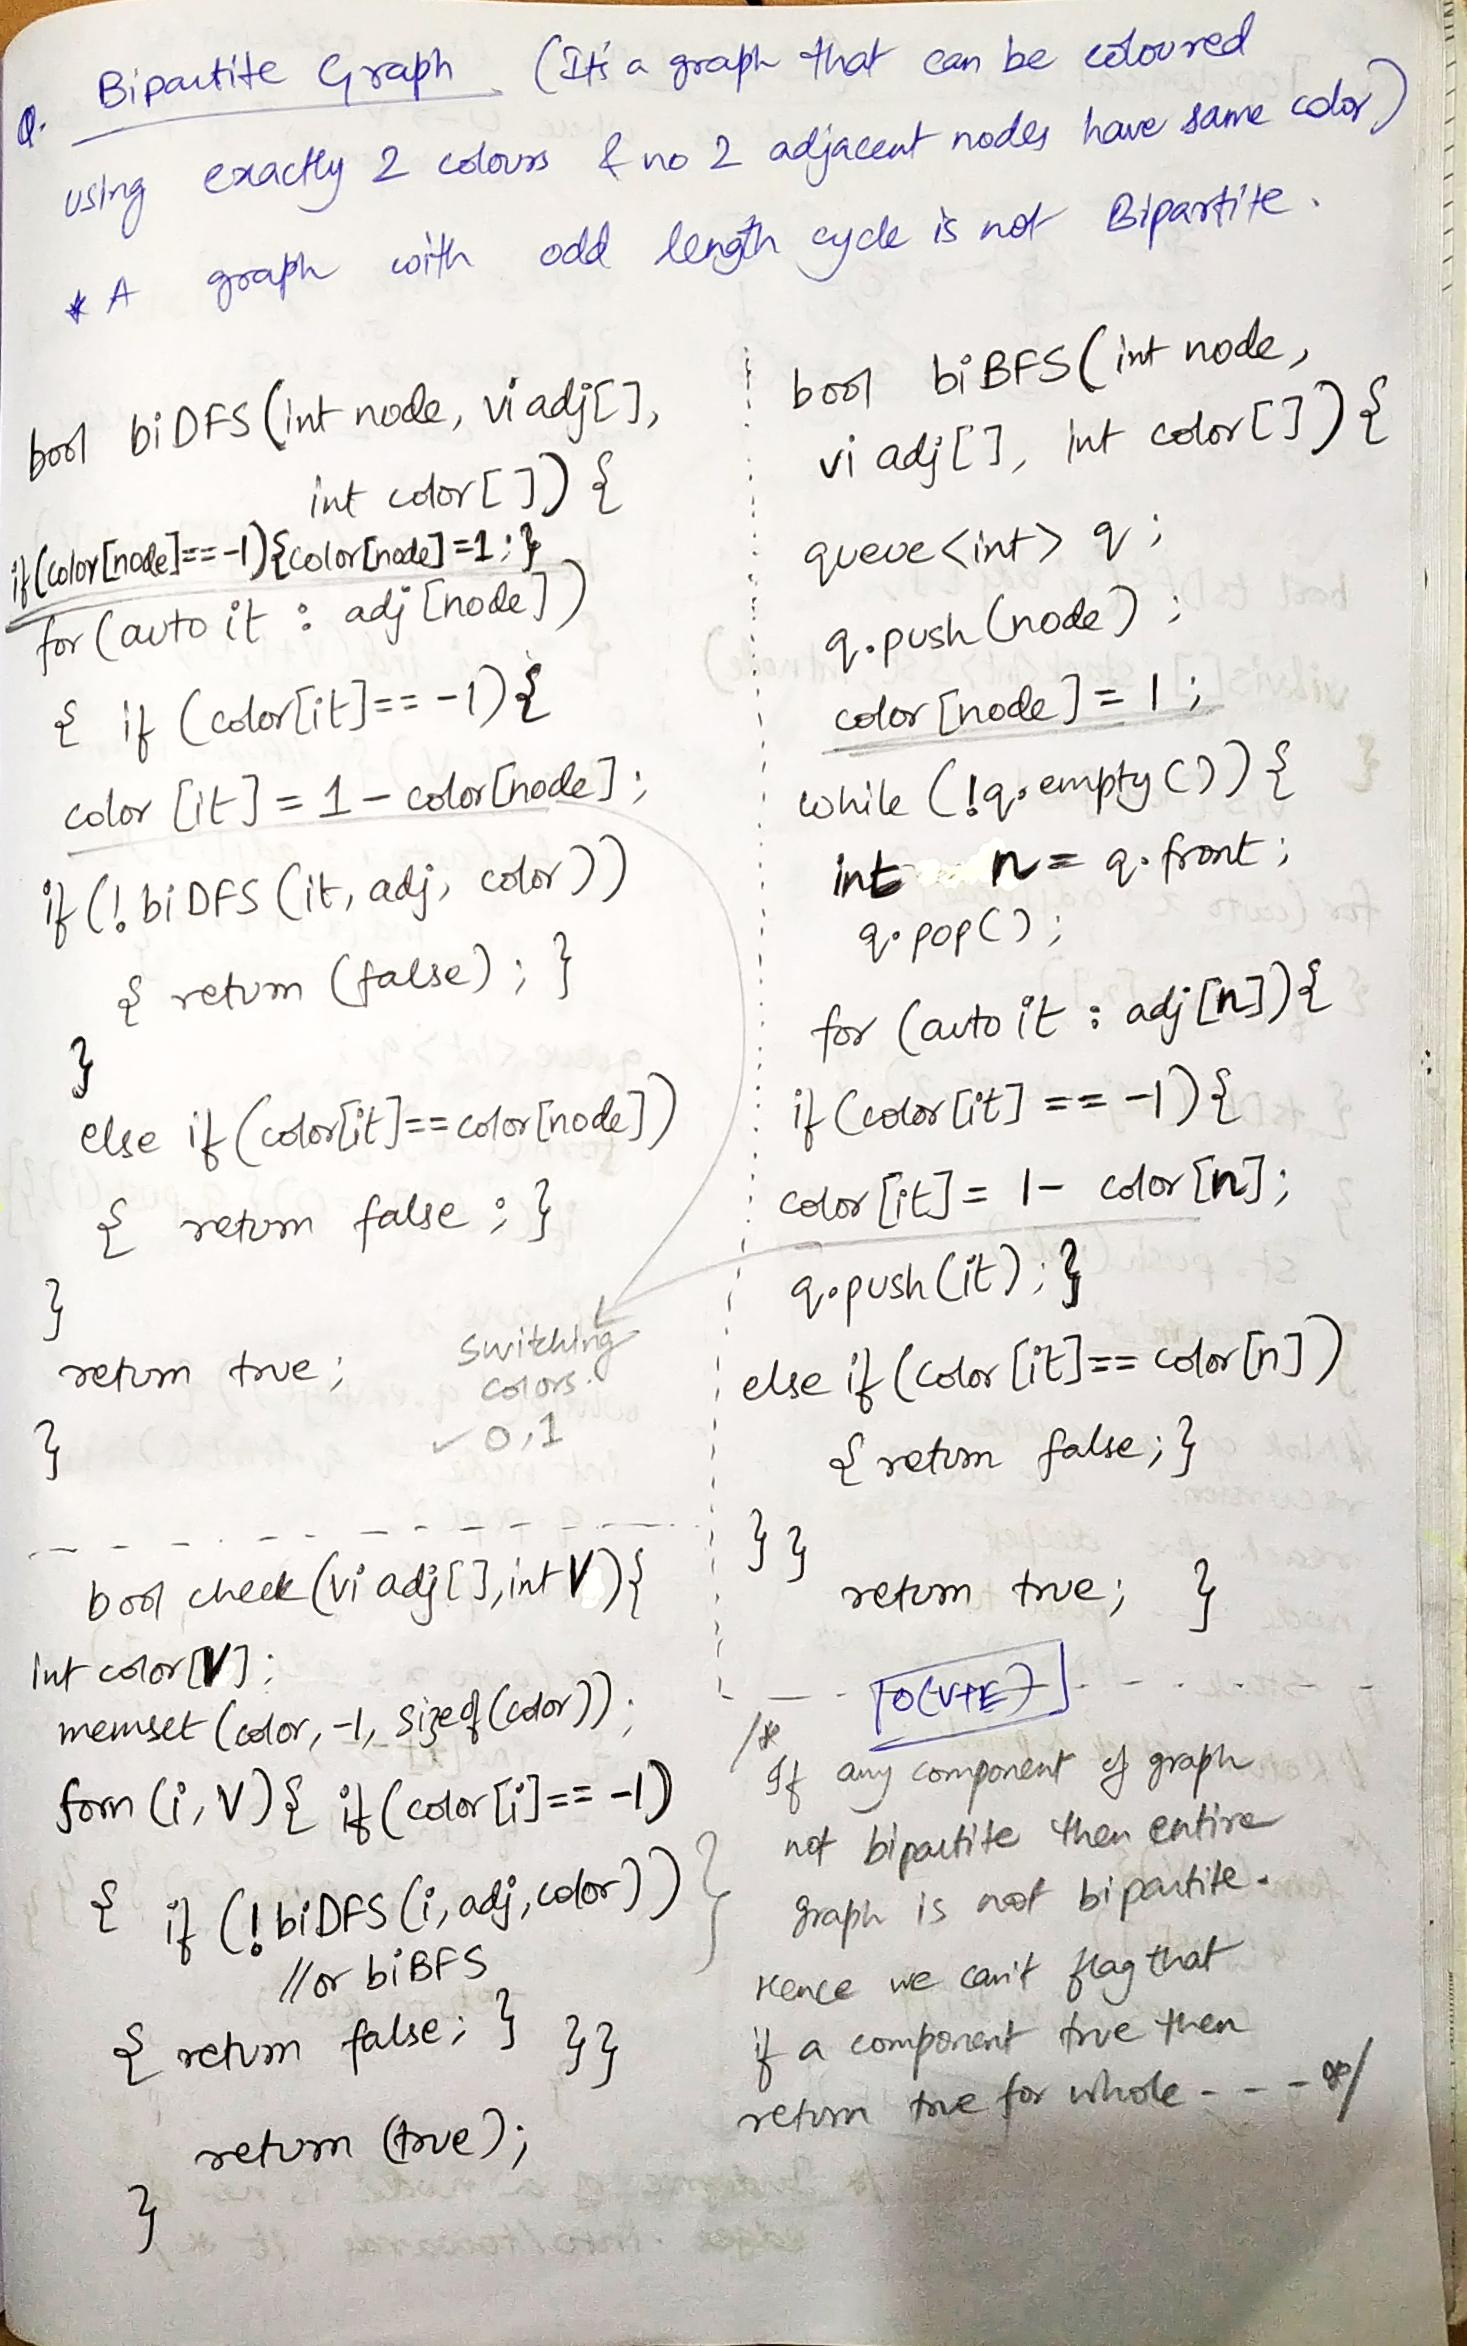 Q. Bipartite Graph (It's a graph that can be coloured
using exactly 2 colours & no 2 adjacent nodes have same color)
* A graph with odd length cycle is not Bipartite.
bool biDFS(int node, vi adj[],
int color[]) {
if(color[node]==-1){color[node]=1;}
for(auto it : adj[node])
{ if (color[it]==-1){
color [it] = 1-color[node];
if(!biDFS(it, adj, color))
{ return (false); }
}
else if(color[it]==color[node])
{ return false; }
}
return true;
}
switching
colors.
✓ 0,1
bool check(vi adj[], int V){
int color[V];
memset(color, -1, sizeof(color));
forn(i, V){ if(color[i]==-1)
{ if (!biDFS(i, adj, color)) }
//or biBFS
{ return false; } }}
return (true);
}
bool biBFS(int node,
vi adj[], int color[]){
queue<int> q;
q.push(node);
color[node]=1;
while(!q.empty()){
int n = q.front;
q.pop();
for (auto it : adj[n]){
if(color[it]==-1){
color[it] = 1- color[n];
q.push(it);}
else if(color[it]==color[n])
{return false;}
}}
return true; }
O(V+E)
/*
If any component of graph
not bipartite then entire
graph is not bipartite.
Hence we can't flag that
if a component true then
return true for whole - - - */